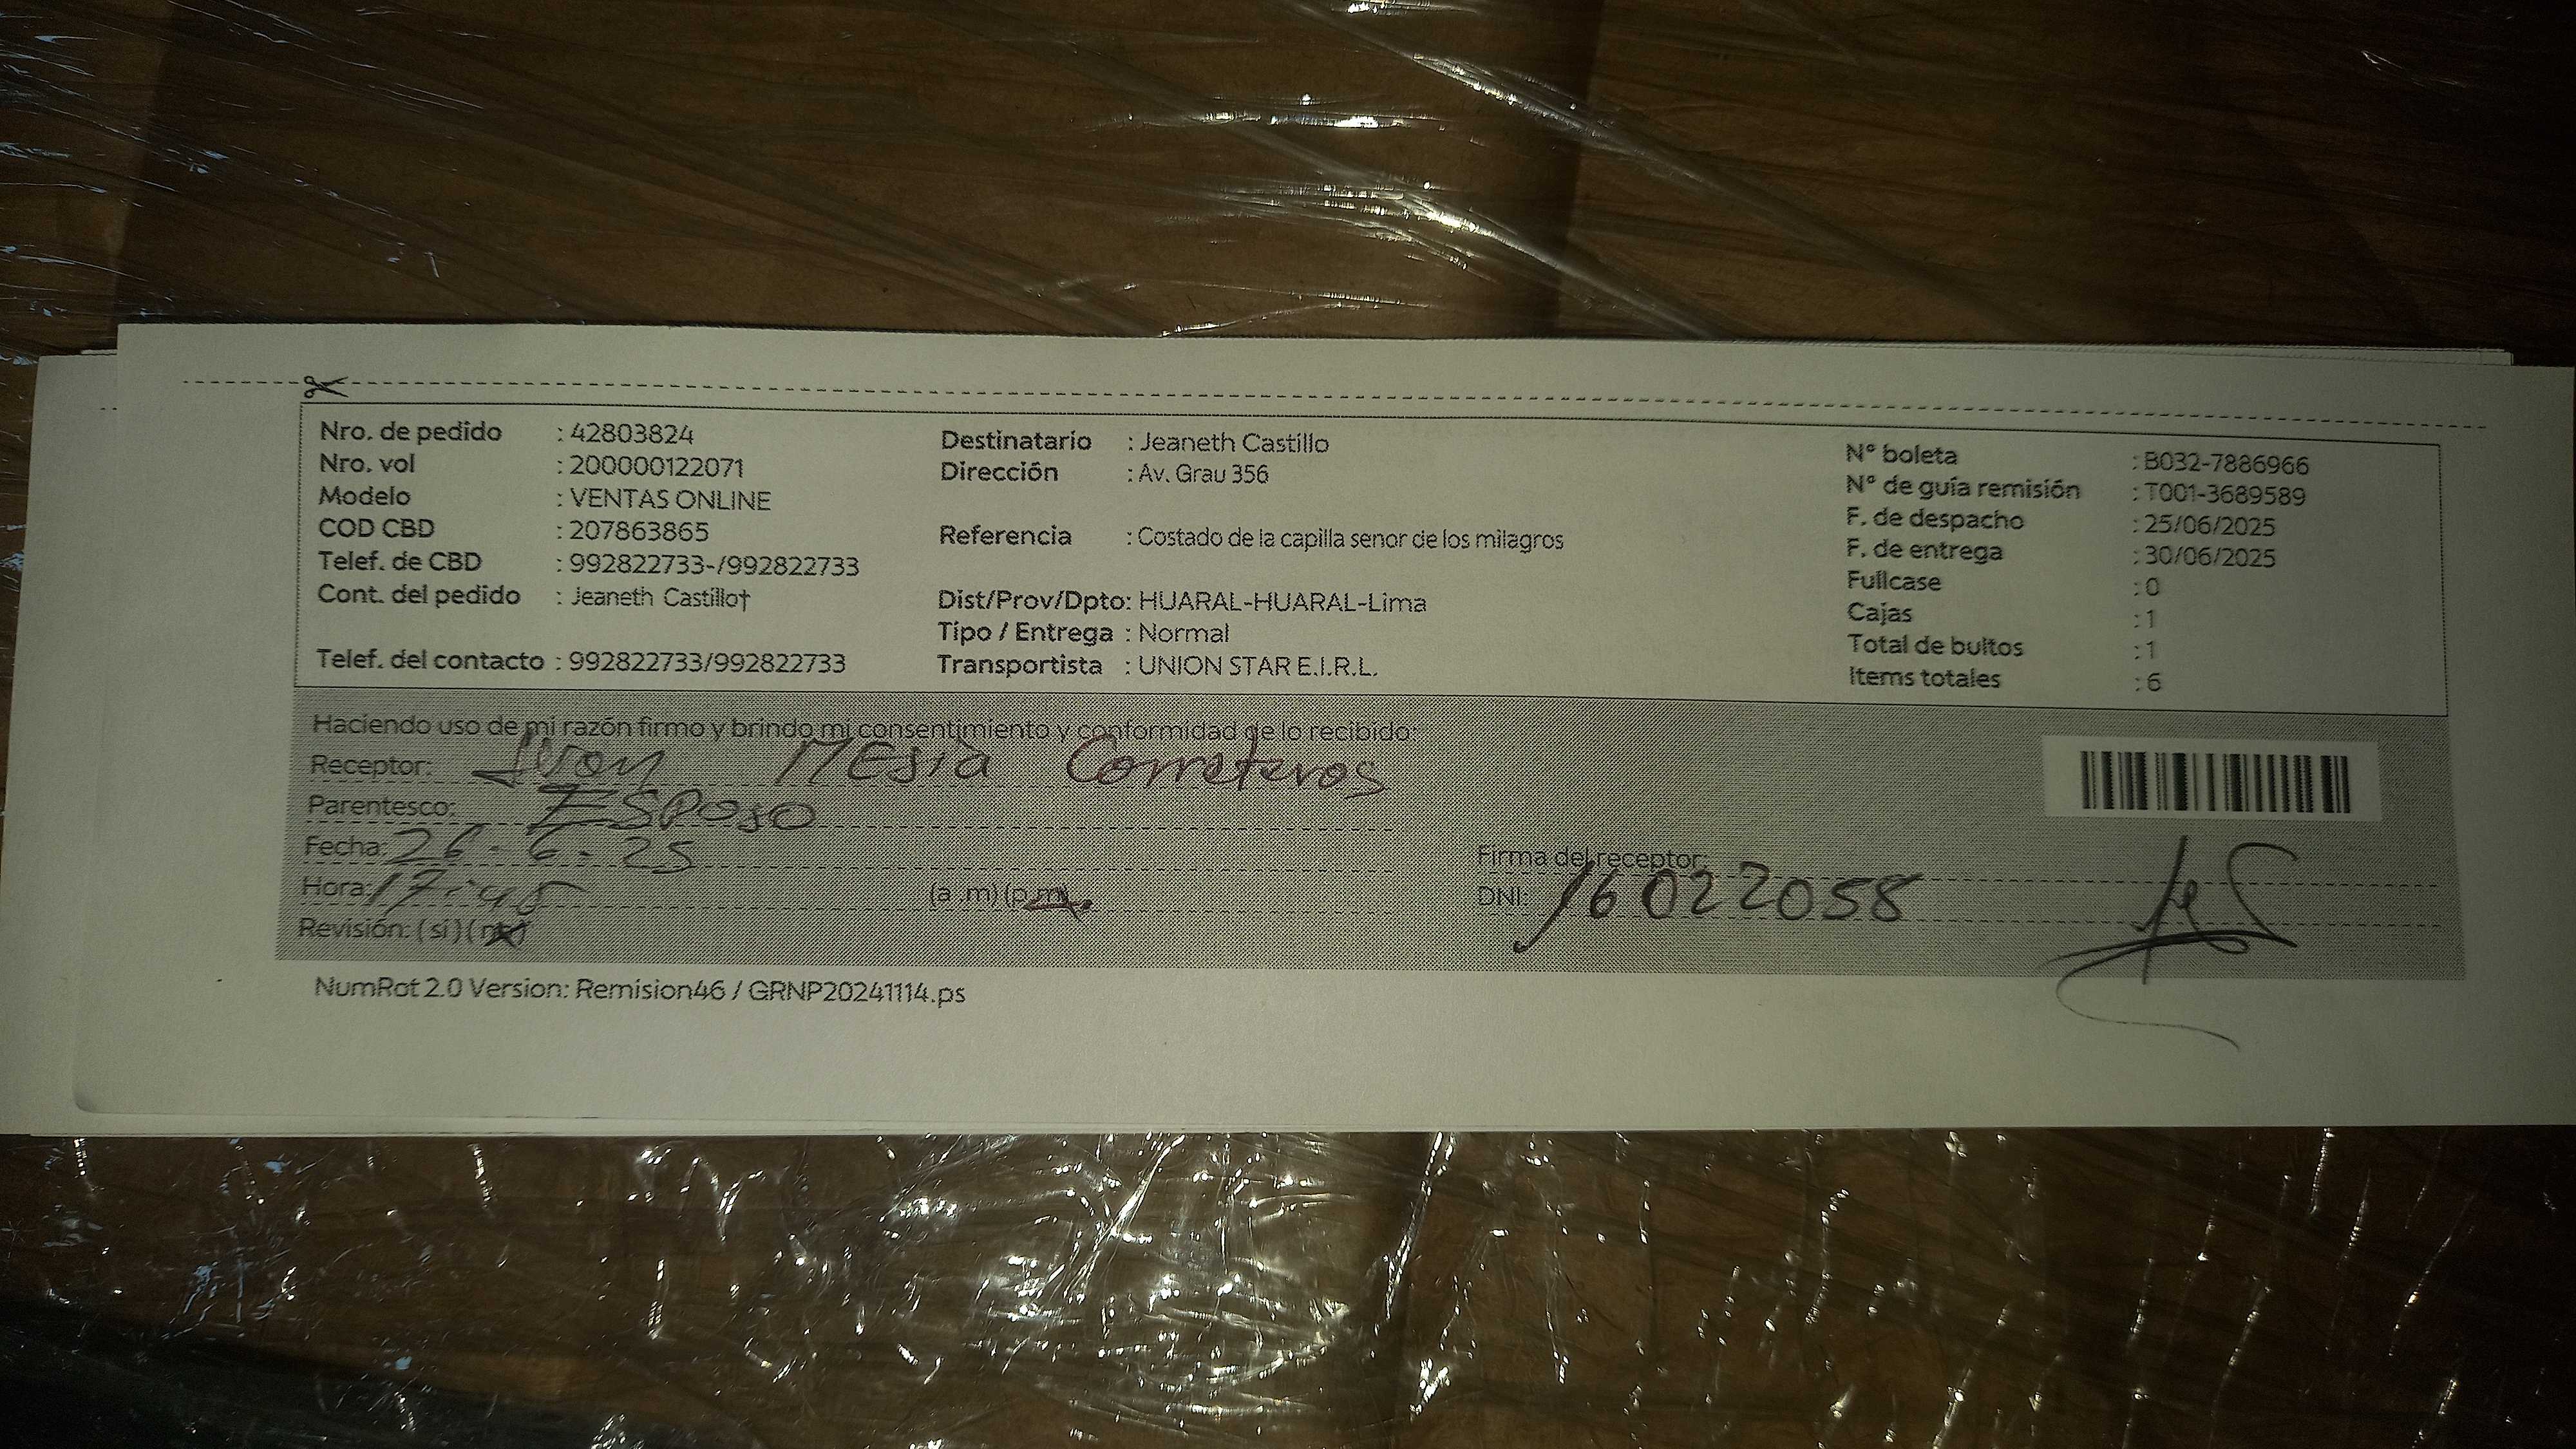 Nro. de pedido : 42803824
Nro. vol : 200000122071
Modelo : VENTAS ONLINE
COD CBD : 207863865
Telef. de CBD : 992822733-/992822733
Cont. del pedido : Jeaneth Castillo†
Telef. del contacto : 992822733/992822733
Destinatario : Jeaneth Castillo
Dirección : Av. Grau 356
Referencia : Costado de la capilla senor de los milagros
Dist/Prov/Dpto: HUARAL-HUARAL-Lima
Tipo / Entrega : Normal
Transportista : UNION STAR E.I.R.L.
N° boleta : B032-7886966
N° de guía remisión : T001-3689589
F. de despacho : 25/06/2025
F. de entrega : 30/06/2025
Fullcase : 0
Cajas : 1
Total de bultos : 1
Items totales : 6
Haciendo uso de mi razón firmo y brindo mi consentimiento y conformidad de lo recibido:
Receptor: Ivon MESia
Parentesco: ESPOSO
Fecha: 26-6-25
Hora: 17:45 (a .m) (p.m)
Revisión: (si) (no)
Firma del receptor:
DNI: 16022058
NumRot 2.0 Version: Remision46 / GRNP20241114.ps